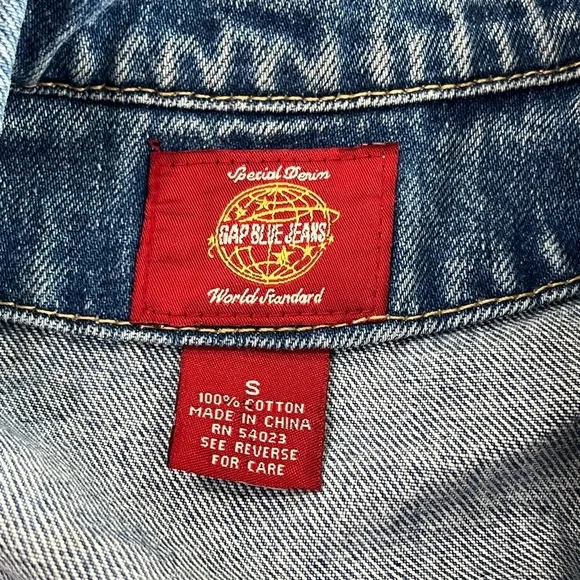 Special Denim
GAP BLUE JEANS
World Standard
S
100% COTTON
MADE IN CHINA
RN 54023
SEE REVERSE
FOR CARE